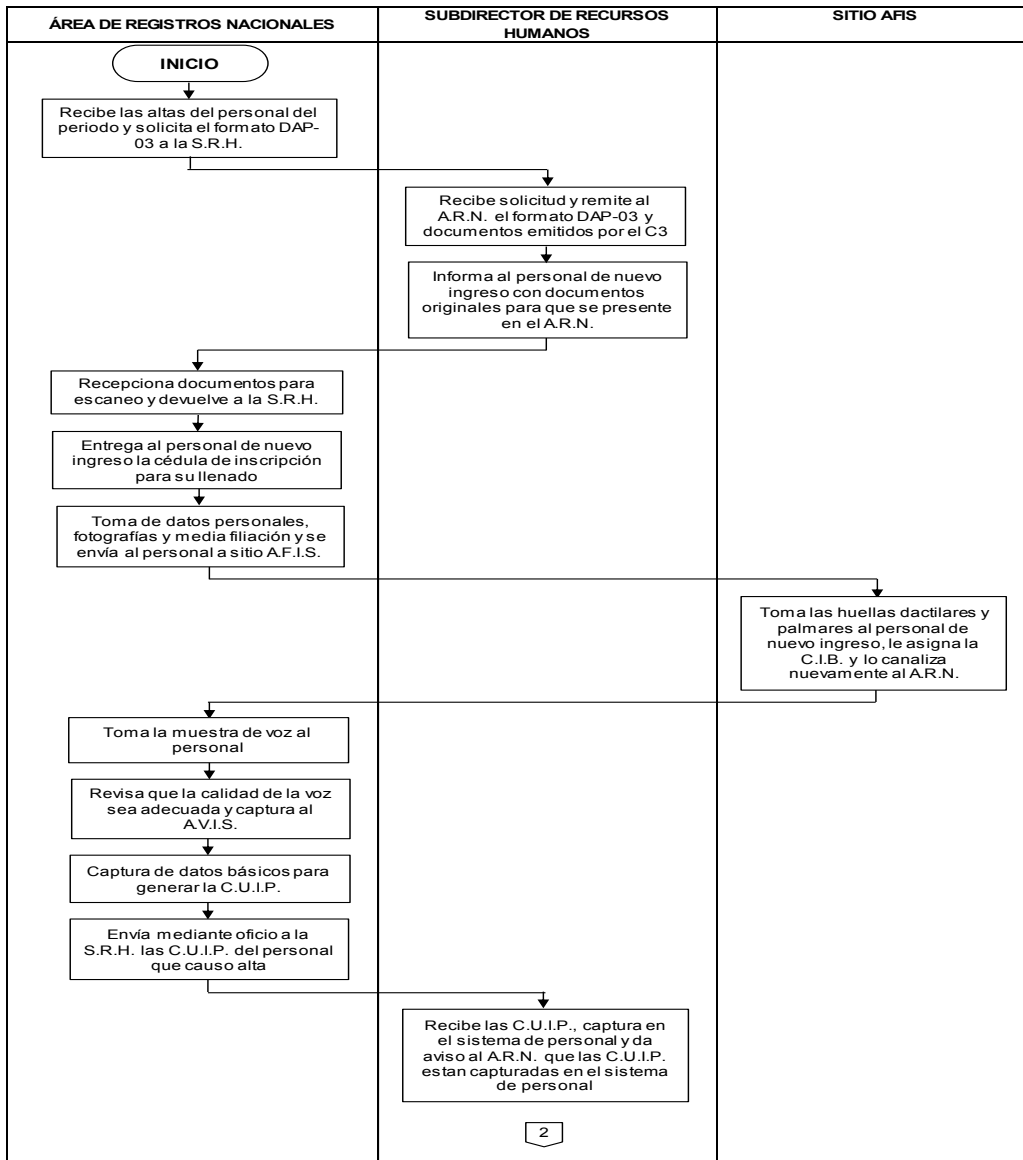 ÁREA DE REGISTROS NACIONALES
SUBDIRECTOR DE RECURSOS
HUMANOS
SITIO AFIS
INICIO
Recibe las altas del personal del
periodo y solicita el formato DAP-
03 a la S.R.H.
Recibe solicitud y remite al
A.R.N. el formato DAP-03 y
documentos emitidos por el C3
Informa al personal de nuevo
ingreso con documentos
originales para que se presente
en el A.R.N.
Recepciona documentos para
escaneo y devuelve a la S.R.H.
Entrega al personal de nuevo
ingreso la cédula de inscripción
para su llenado
Toma de datos personales,
fotografías y media filiación y se
envía al personal a sitio A.F.I.S.
Toma las huellas dactilares y
palmares al personal de
nuevo ingreso, le asigna la
C.I.B. y lo canaliza
nuevamente al A.R.N.
Toma la muestra de voz al
personal
Revisa que la calidad de la voz
sea adecuada y captura al
A.V.I.S.
Captura de datos básicos para
generar la C.U.I.P.
Envía mediante oficio a la
S.R.H. las C.U.I.P. del personal
que causo alta
Recibe las C.U.I.P., captura en
el sistema de personal y da
aviso al A.R.N. que las C.U.I.P.
estan capturadas en el sistema
de personal
2